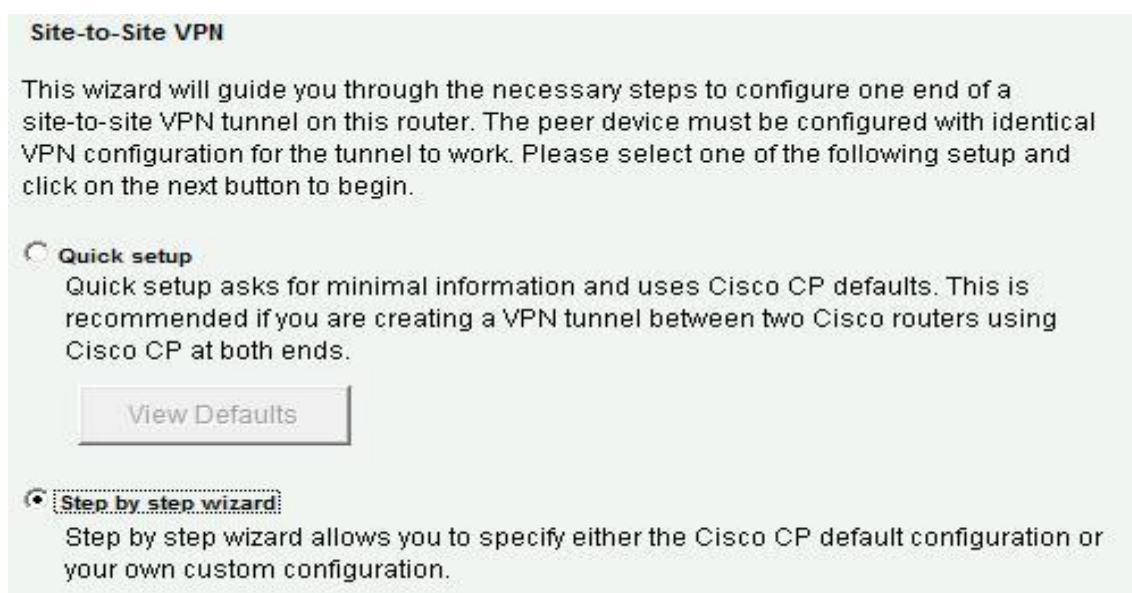 Site-to-Site VPN
This wizard will guide you through the necessary steps to configure one end of a
site-to-site VPN tunnel on this router. The peer device must be configured with identical
VPN configuration for the tunnel to work. Please select one of the following setup and
click on the next button to begin.
Quick setup
Quick setup asks for minimal information and uses Cisco CP defaults. This is
recommended if you are creating a VPN tunnel between two Cisco routers using
Cisco CP at both ends.
View Defaults
Step by step wizard
Step by step wizard allows you to specify either the Cisco CP default configuration or
your own custom configuration.